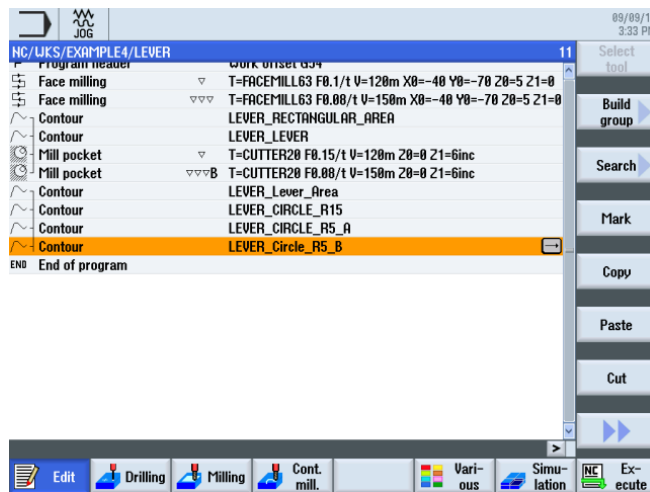 JOG
09/09/1
3:33 P
NC/WKS/EXAMPLE4/LEVER 11
Program header Work offset G54
Face milling ▽ T=FACEMILL63 F0.1/t V=120m X0=-40 Y0=-70 Z0=5 Z1=0
Face milling ▽▽▽ T=FACEMILL63 F0.08/t V=150m X0=-40 Y0=-70 Z0=5 Z1=0
Contour LEVER_RECTANGULAR_AREA
Contour LEVER_LEVER
Mill pocket ▽ T=CUTTER20 F0.15/t V=120m Z0=0 Z1=6inc
Mill pocket ▽▽▽B T=CUTTER20 F0.08/t V=150m Z0=0 Z1=6inc
Contour LEVER_Lever_Area
Contour LEVER_CIRCLE_R15
Contour LEVER_CIRCLE_R5_A
Contour LEVER_Circle_R5_B
END End of program
Select
tool
Build
group
Search
Mark
Copy
Paste
Cut
Edit
Drilling
Milling
Cont.
mill.
Vari-
ous
Simu-
lation
NC Ex-
ecute